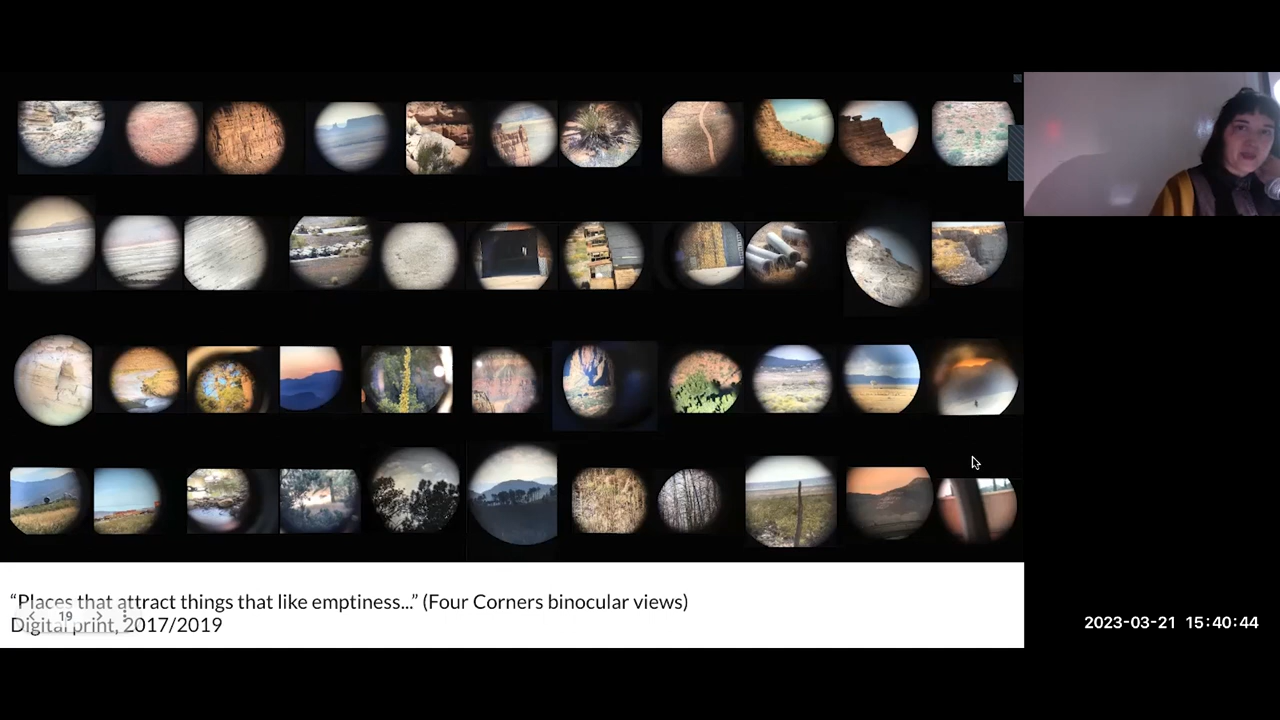 "Places that attract things that like emptiness..." (Four Corners binocular views)
Digital print, 2017/2019
19
2023-03-21 15:40:44